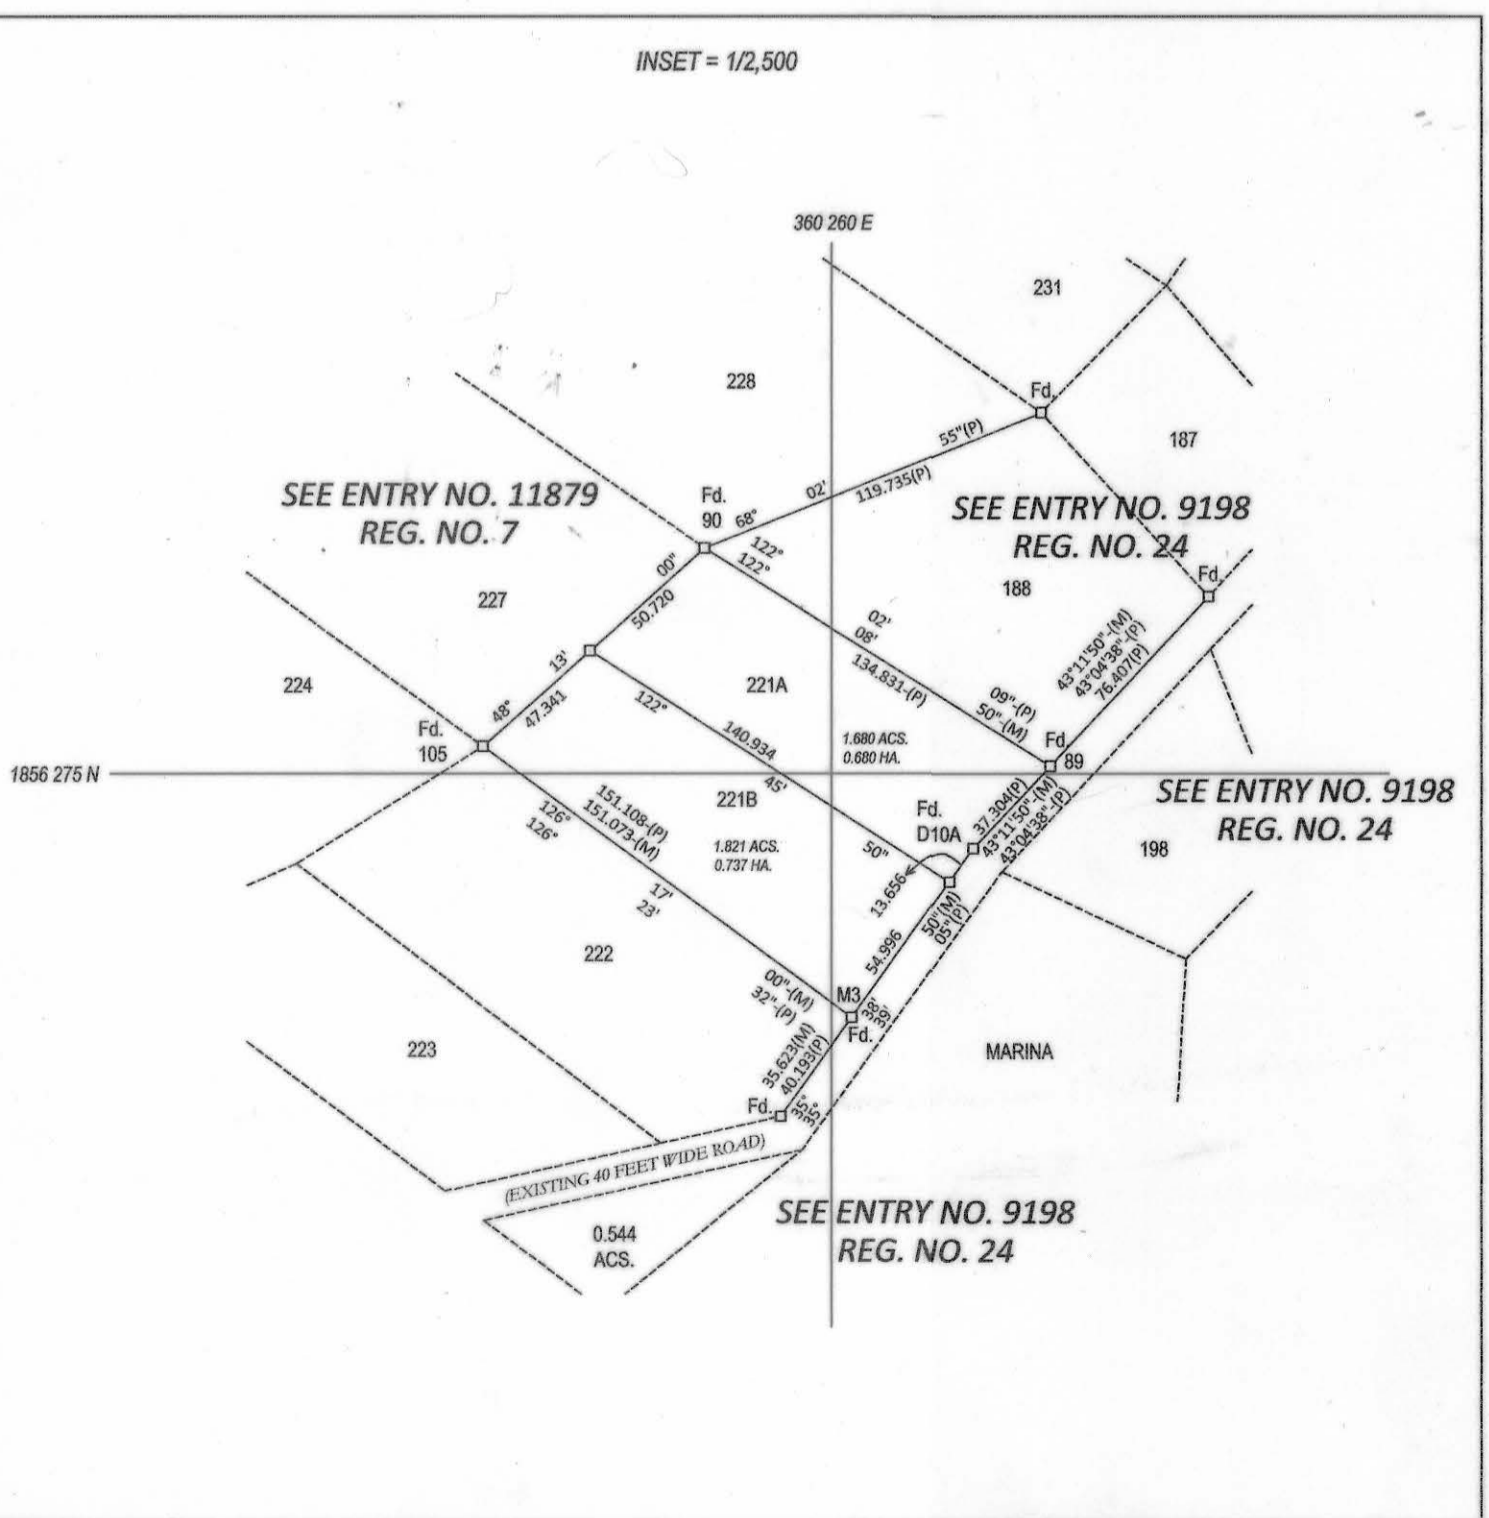 INSET = 1/2,500
360 260 E
231
228
Fd.
187
55"(P)
02'
119.735(P)
SEE ENTRY NO. 11879
REG. NO. 7
Fd.
90
68°
122°
122°
SEE ENTRY NO. 9198
REG. NO. 24
00"
50.720
227
188
Fd.
02'
08'
134.831-(P)
43°11'50"-(M)
43°04'38"-(P)
76.407(P)
13'
48°
47.341
224
221A
122°
140.934
45'
50"
09"-(P)
50"-(M)
Fd.
105
1.680 ACS.
0.680 HA.
Fd.
89
1856 275 N
221B
151.108-(P)
151.073-(M)
126°
126°
1.821 ACS.
0.737 HA.
Fd.
D10A
37.304(P)
43°11'50"-(M)
43°04'38"-(P)
SEE ENTRY NO. 9198
REG. NO. 24
198
13.656
17'
23'
50"(M)
05"(P)
54.996
222
00"-(M)
32"-(P)
M3
Fd.
38'
39'
223
MARINA
35.623(M)
40.193(P)
Fd.
35°
35°
(EXISTING 40 FEET WIDE ROAD)
SEE ENTRY NO. 9198
REG. NO. 24
0.544
ACS.